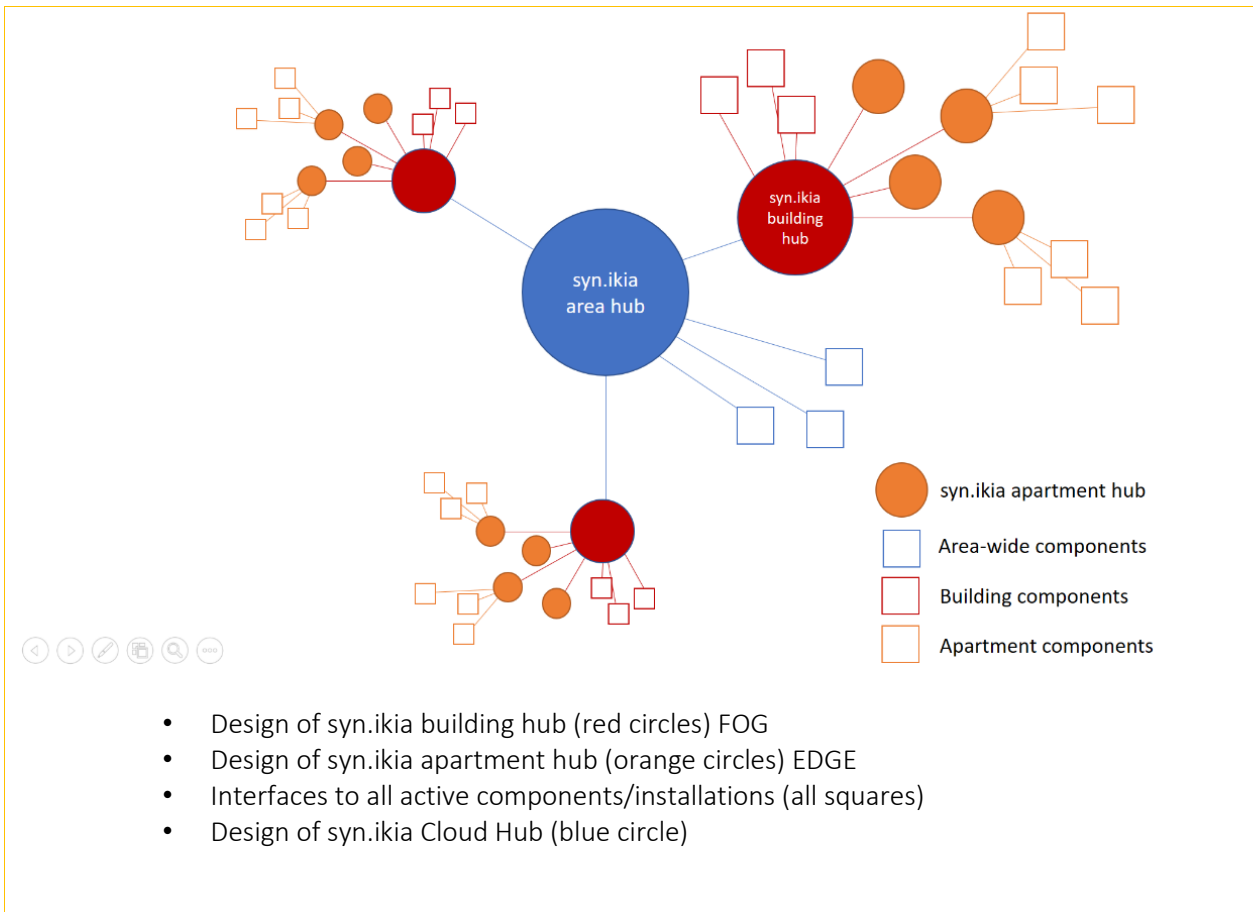 syn.ikia
building
hub
syn.ikia
area hub
syn.ikia apartment hub
Area-wide components
Building components
Apartment components
• Design of syn.ikia building hub (red circles) FOG
• Design of syn.ikia apartment hub (orange circles) EDGE
• Interfaces to all active components/installations (all squares)
• Design of syn.ikia Cloud Hub (blue circle)